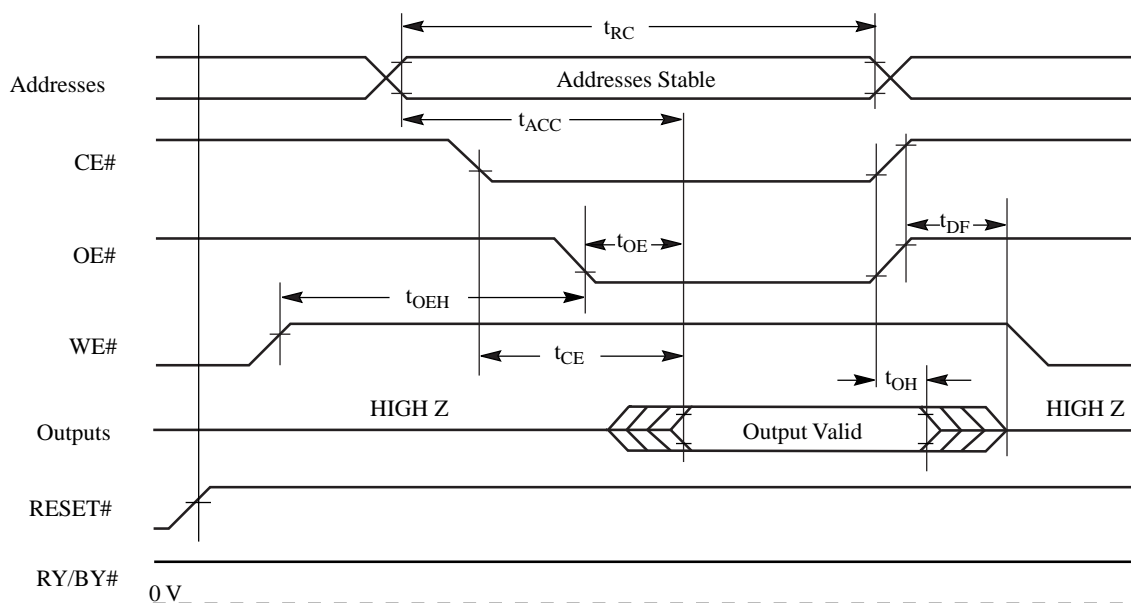 tRC
Addresses
Addresses Stable
tACC
CE#
tDF
OE#
tOE
tOEH
WE#
tCE
tOH
HIGH Z
HIGH Z
Outputs
Output Valid
RESET#
RY/BY#
0 V